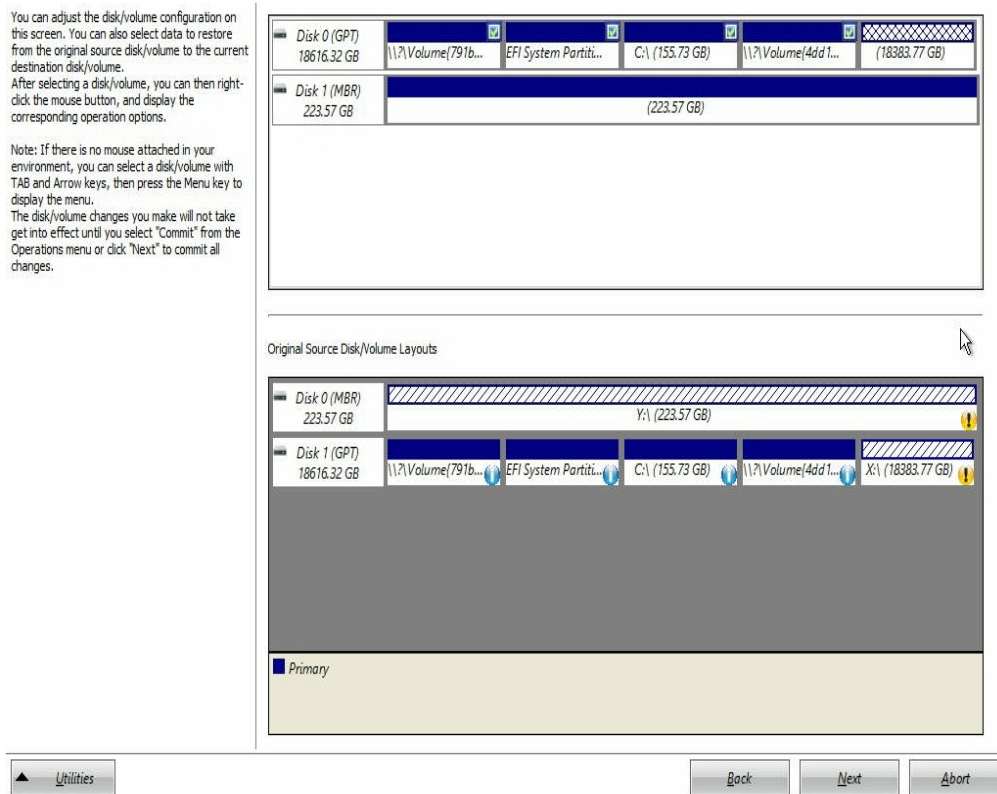 You can adjust the disk/volume configuration on
this screen. You can also select data to restore
from the original source disk/volume to the current
destination disk/volume.
After selecting a disk/volume, you can then right-
click the mouse button, and display the
corresponding operation options.
Note: If there is no mouse attached in your
environment, you can select a disk/volume with
TAB and Arrow keys, then press the Menu key to
display the menu.
The disk/volume changes you make will not take
get into effect until you select "Commit" from the
Operations menu or click "Next" to commit all
changes.
Disk 0 (GPT)
18616.32 GB
\\?\Volume{791b...
EFI System Partiti...
C:\ (155.73 GB)
\\?\Volume{4dd1...
(18383.77 GB)
Disk 1 (MBR)
223.57 GB
(223.57 GB)
Original Source Disk/Volume Layouts
Disk 0 (MBR)
223.57 GB
Y:\ (223.57 GB)
Disk 1 (GPT)
18616.32 GB
\\?\Volume{791b...
EFI System Partiti...
C:\ (155.73 GB)
\\?\Volume{4dd1...
X:\ (18383.77 GB)
Primary
Utilities
Back
Next
Abort